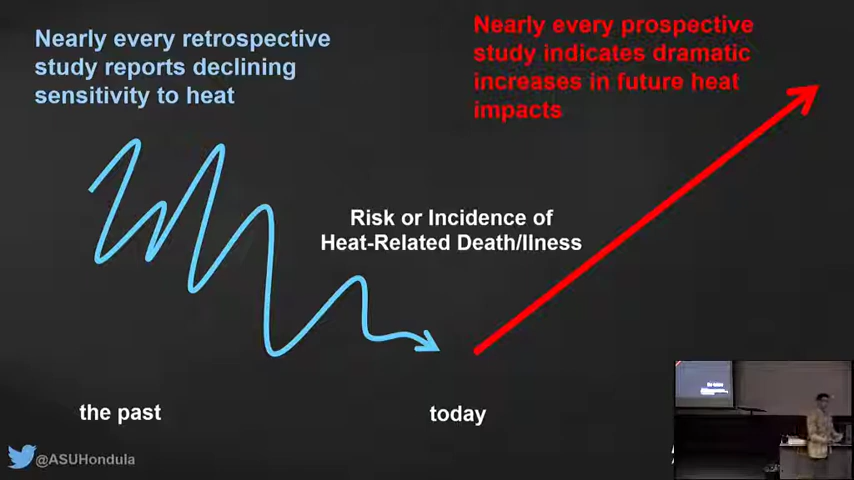 Nearly every retrospective
study reports declining
sensitivity to heat
Nearly every prospective
study indicates dramatic
increases in future heat
impacts
Risk or Incidence of
Heat-Related Death/Ilness
the past
today
@ASUHondula